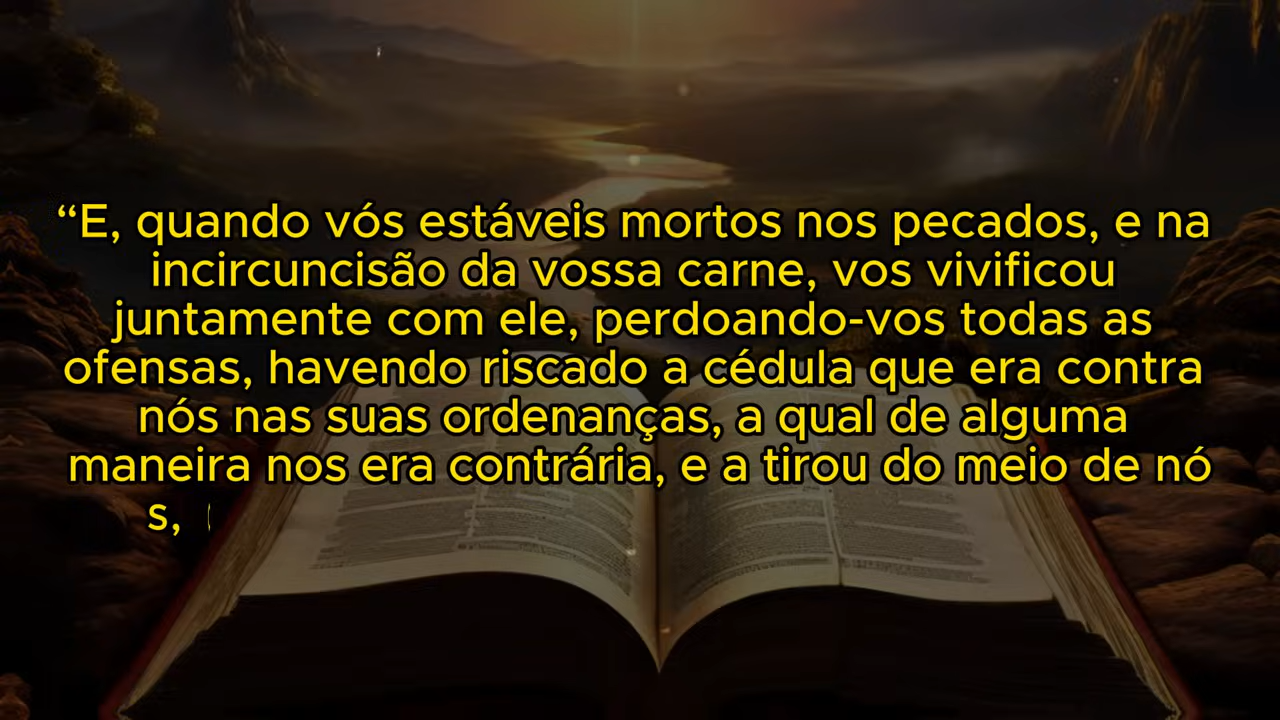 “E, quando vós estáveis mortos nos pecados, e na
incircuncisão da vossa carne, vos vivificou
juntamente com ele, perdoando-vos todas as
ofensas, havendo riscado a cédula que era contra
nós nas suas ordenanças, a qual de alguma
maneira nos era contrária, e a tirou do meio de nó
s,